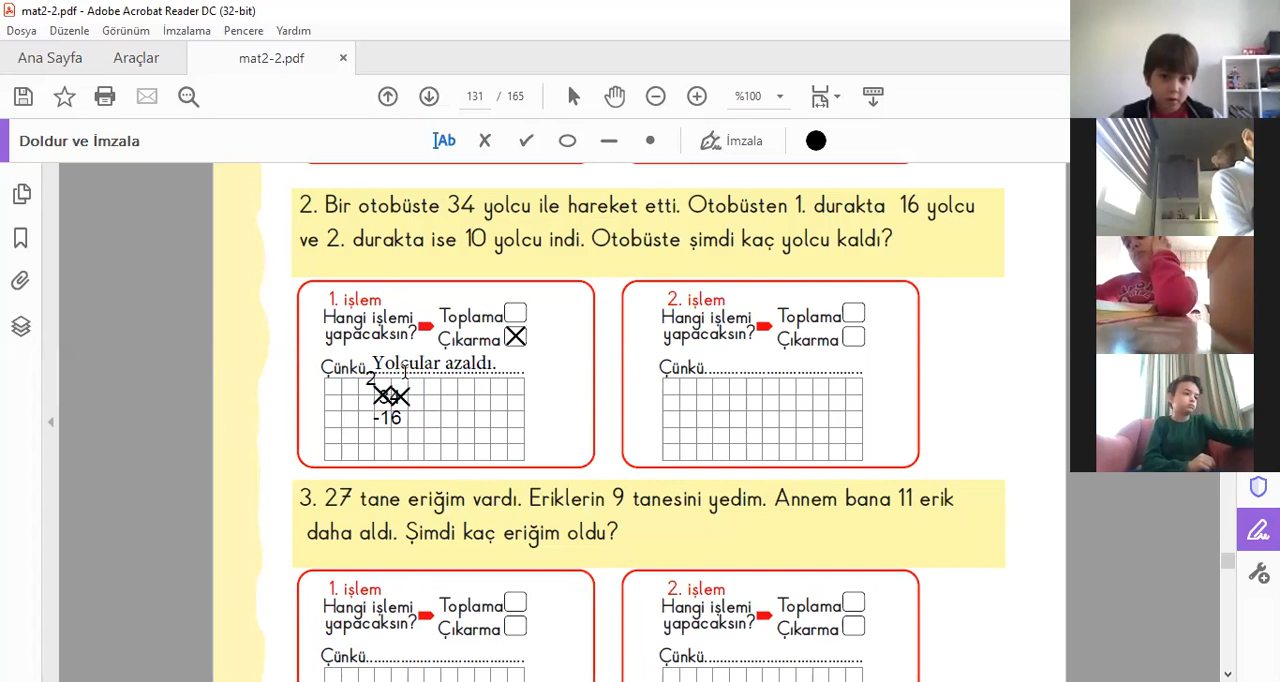 mat2-2.pdf - Adobe Acrobat Reader DC (32-bit)
Dosya Düzenle Görünüm İmzalama Pencere Yardım
Ana Sayfa Araçlar mat2-2.pdf ×
131 / 165 %100
Doldur ve İmzala Ab İmzala
2. Bir otobüste 34 yolcu ile hareket etti. Otobüsten 1. durakta 16 yolcu
ve 2. durakta ise 10 yolcu indi. Otobüste şimdi kaç yolcu kaldı?
1. işlem
Hangi işlemi yapacaksın?
Toplama
Çıkarma
Çünkü Yolcular azaldı.
2
34
-16
2. işlem
Hangi işlemi yapacaksın?
Toplama
Çıkarma
Çünkü
3. 27 tane eriğim vardı. Eriklerin 9 tanesini yedim. Annem bana 11 erik
daha aldı. Şimdi kaç eriğim oldu?
1. işlem
Hangi işlemi yapacaksın?
Toplama
Çıkarma
Çünkü
2. işlem
Hangi işlemi yapacaksın?
Toplama
Çıkarma
Çünkü